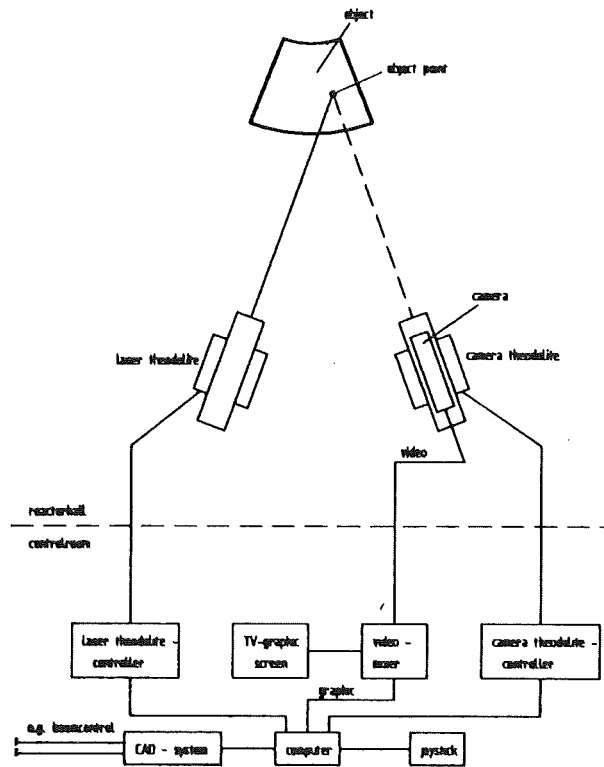 object
object point
camera
laser theodolite
camera theodolite
video
reactorhall
controlroom
laser theodolite -
controller
TV-graphic
screen
video -
mixer
camera theodolite -
controller
graphic
e.g. boomcontrol
CAD - system
computer
joystick